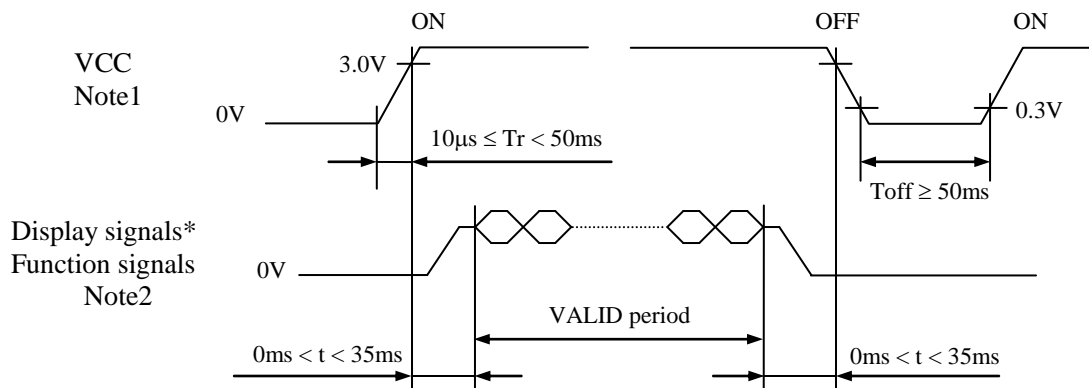 ON
OFF
ON
VCC
Note1
3.0V
0V
0.3V
10μs ≤ Tr < 50ms
Toff ≥ 50ms
Display signals*
Function signals
Note2
0V
VALID period
0ms < t < 35ms
0ms < t < 35ms